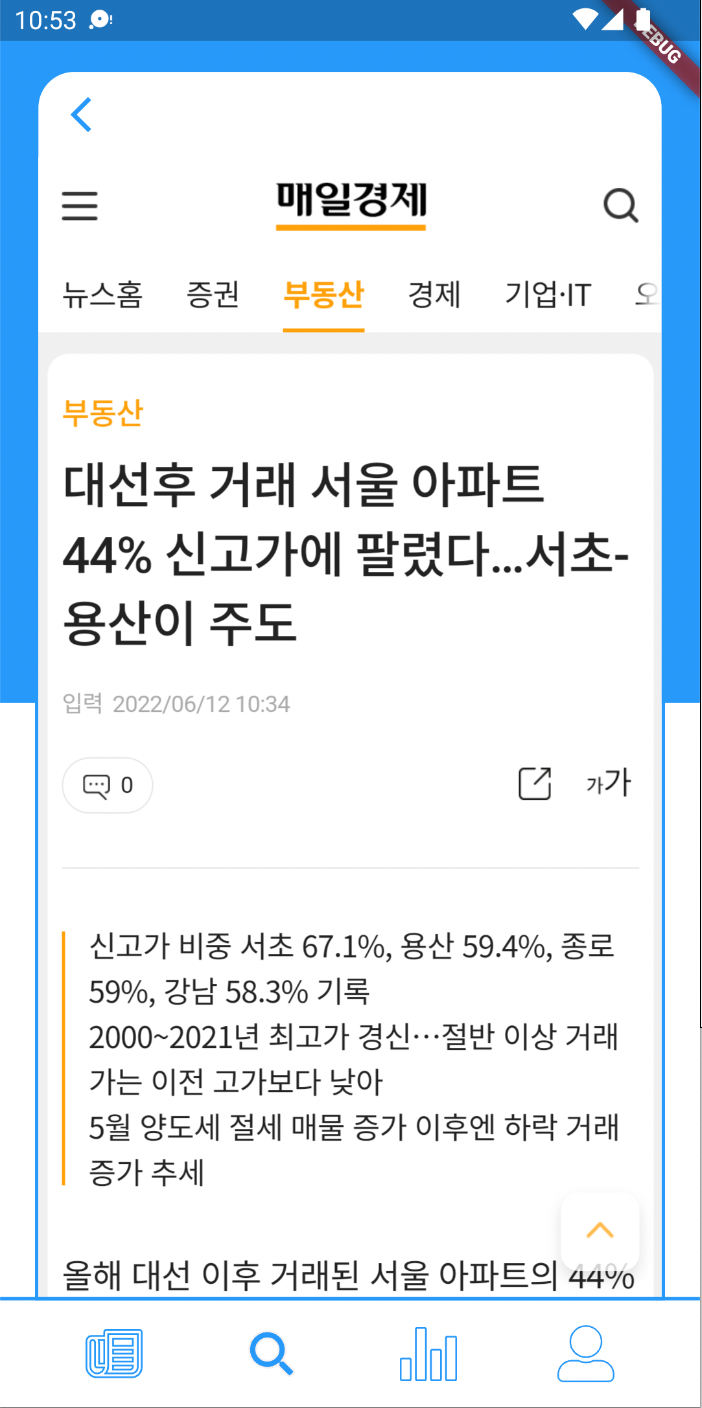 10:53
DEBUG
매일경제
뉴스홈 증권 부동산 경제 기업·IT 오
부동산
대선후 거래 서울 아파트
44% 신고가에 팔렸다...서초-
용산이 주도
입력 2022/06/12 10:34
0
가가
신고가 비중 서초 67.1%, 용산 59.4%, 종로
59%, 강남 58.3% 기록
2000~2021년 최고가 경신…절반 이상 거래
가는 이전 고가보다 낮아
5월 양도세 절세 매물 증가 이후엔 하락 거래
증가 추세
올해 대선 이후 거래된 서울 아파트의 44%